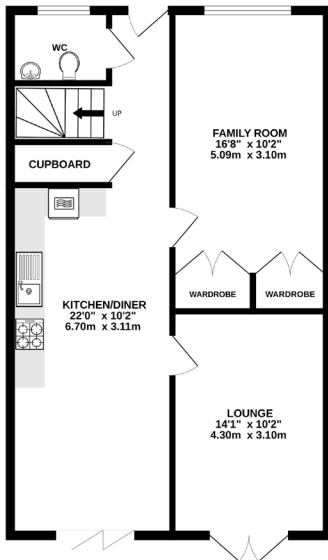 WC
UP
CUPBOARD
FAMILY ROOM
16'8" x 10'2"
5.09m x 3.10m
WARDROBE
WARDROBE
KITCHEN/DINER
22'0" x 10'2"
6.70m x 3.11m
LOUNGE
14'1" x 10'2"
4.30m x 3.10m